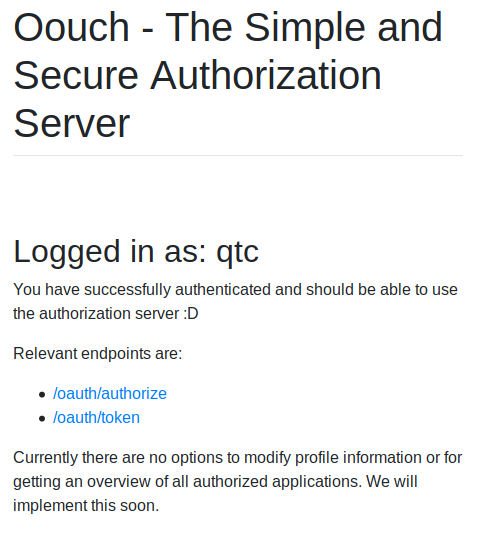 Oouch - The Simple and
Secure Authorization
Server
Logged in as: qtc
You have successfully authenticated and should be able to use
the authorization server :D
Relevant endpoints are:
/oauth/authorize
/oauth/token
Currently there are no options to modify profile information or for
getting an overview of all authorized applications. We will
implement this soon.